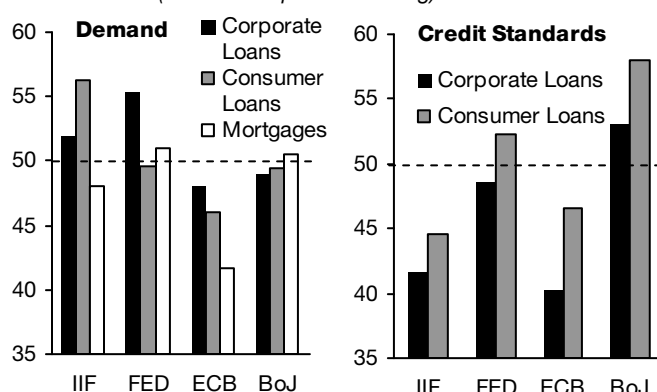 60
Demand
Corporate
Loans
Consumer
Loans
Mortgages
55
50
45
40
35
IIF FED ECB BoJ
60
Credit Standards
Corporate Loans
Consumer Loans
55
50
45
40
35
IIF FED ECB BoJ